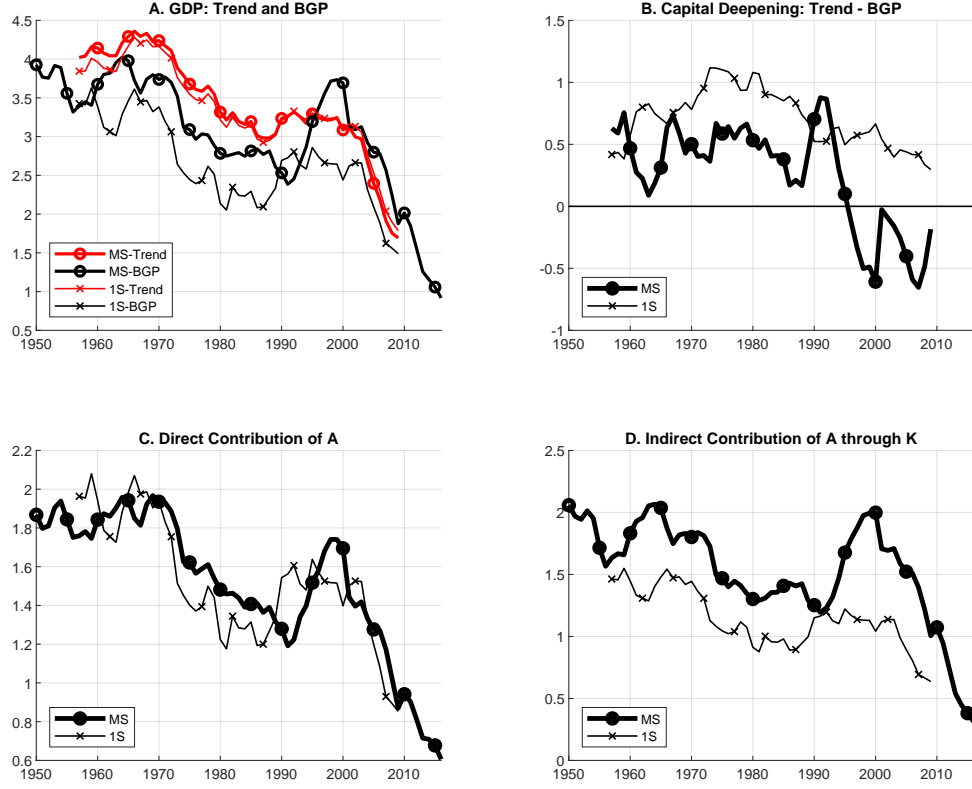 A. GDP: Trend and BGP
4.5
4
3.5
3
2.5
2
1.5
1
0.5
MS-Trend
MS-BGP
1S-Trend
1S-BGP
1950 1960 1970 1980 1990 2000 2010
B. Capital Deepening: Trend - BGP
1.5
1
0.5
0
-0.5
-1
MS
1S
1950 1960 1970 1980 1990 2000 2010
C. Direct Contribution of A
2.2
2
1.8
1.6
1.4
1.2
1
0.8
0.6
MS
1S
1950 1960 1970 1980 1990 2000 2010
D. Indirect Contribution of A through K
2.5
2
1.5
1
0.5
0
MS
1S
1950 1960 1970 1980 1990 2000 2010